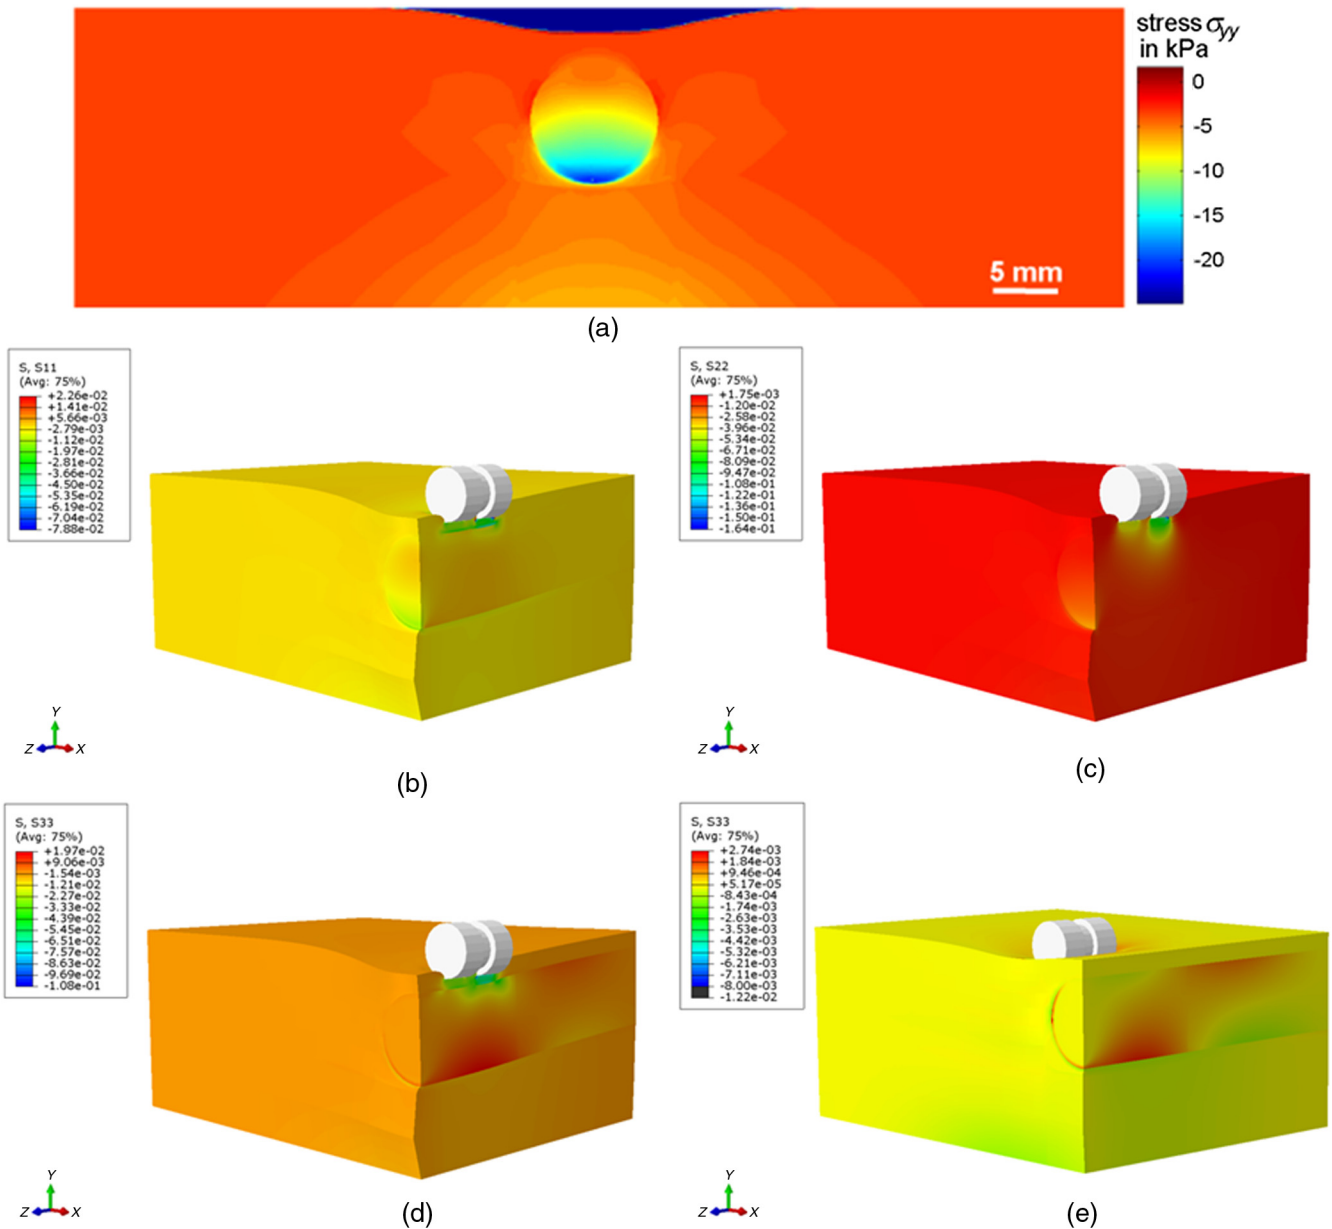 stress σyy
in kPa
0
-5
-10
-15
-20
5 mm
(a)
S, S11
(Avg: 75%)
+2.26e-02
+1.41e-02
+5.66e-03
-2.79e-03
-1.12e-02
-1.97e-02
-2.81e-02
-3.66e-02
-4.50e-02
-5.35e-02
-6.19e-02
-7.04e-02
-7.88e-02
Y
Z X
(b)
S, S22
(Avg: 75%)
+1.75e-03
-1.20e-02
-2.58e-02
-3.96e-02
-5.34e-02
-6.71e-02
-8.09e-02
-9.47e-02
-1.08e-01
-1.22e-01
-1.36e-01
-1.50e-01
-1.64e-01
Y
Z X
(c)
S, S33
(Avg: 75%)
+1.97e-02
+9.06e-03
-1.54e-03
-1.21e-02
-2.27e-02
-3.33e-02
-4.39e-02
-5.45e-02
-6.51e-02
-7.57e-02
-8.63e-02
-9.69e-02
-1.08e-01
Y
Z X
(d)
S, S33
(Avg: 75%)
+2.74e-03
+1.84e-03
+9.46e-04
+5.17e-05
-8.43e-04
-1.74e-03
-2.63e-03
-3.53e-03
-4.42e-03
-5.32e-03
-6.21e-03
-7.11e-03
-8.00e-03
-1.22e-02
Y
Z X
(e)